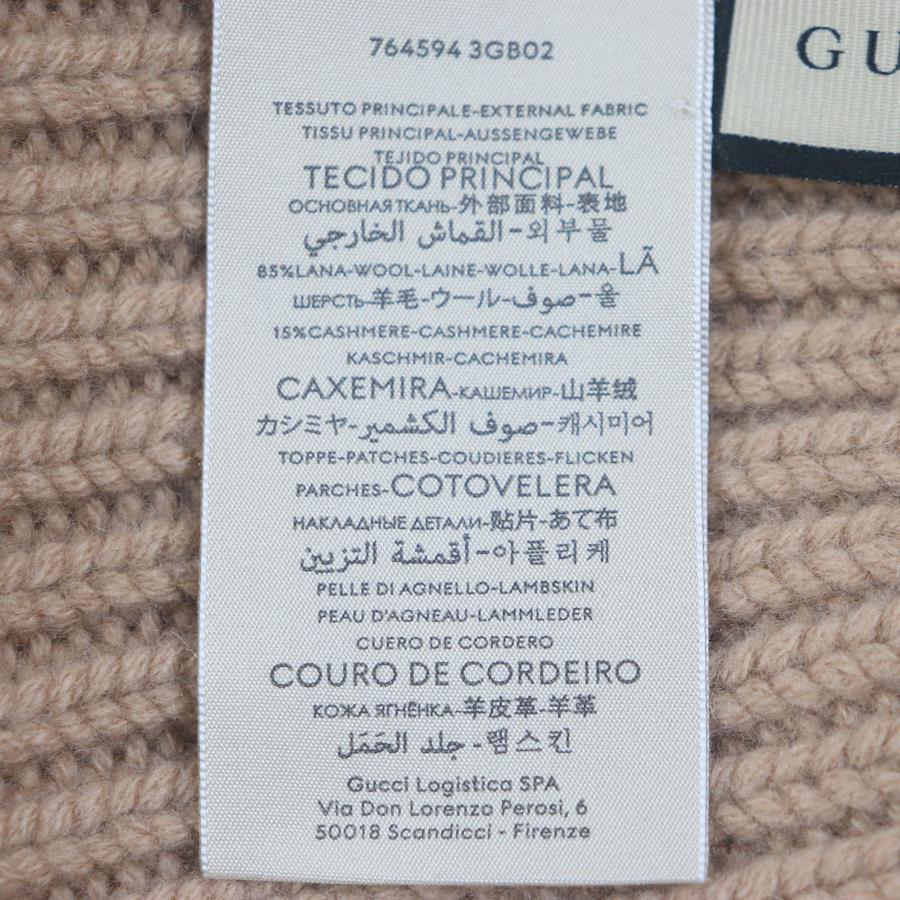 764594 3GB02
GU
TESSUTO PRINCIPALE-EXTERNAL FABRIC
TISSU PRINCIPAL-AUSSENGEWEBE
TEJIDO PRINCIPAL
TECIDO PRINCIPAL
ОСНОВНАЯ ТКАНЬ-外部面料-表地
القماش الخارجي-외부물
85%LANA-WOOL-LAINE-WOLLE-LANA-LÃ
ШЕРСТЬ-羊毛-ウール-صوف-울
15%CASHMERE-CASHMERE-CACHEMIRE
KASCHMIR-CACHEMIRA
CAXEMIRA-КАШЕМИР-山羊绒
カシミヤ-صوف الكشمير-캐시미어
TOPPE-PATCHES-COUDIERES-FLICKEN
PARCHES-COTOVELERA
НАКЛАДНЫЕ ДЕТАЛИ-贴片-あて布
أقمشة التزيين-아플리케
PELLE DI AGNELLO-LAMBSKIN
PEAU D'AGNEAU-LAMMLEDER
CUERO DE CORDERO
COURO DE CORDEIRO
КОЖА ЯГНЁНКА-羊皮革-羊革
جلد الحَمَل-램스킨
Gucci Logistica SPA
Via Don Lorenzo Perosi, 6
50018 Scandicci - Firenze